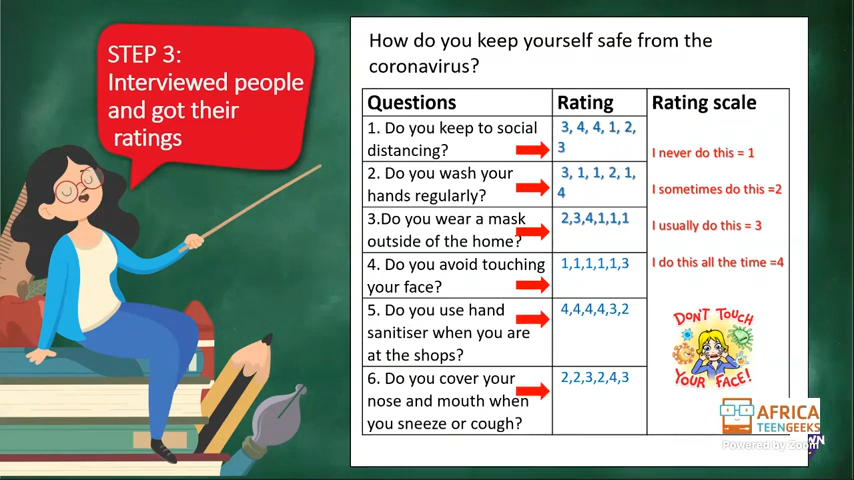 STEP 3:
Interviewed people
and got their
ratings
How do you keep yourself safe from the
coronavirus?
Questions
Rating
Rating scale
1. Do you keep to social
distancing?
3, 4, 4, 1, 2,
3
2. Do you wash your
hands regularly?
3, 1, 1, 2, 1,
4
3.Do you wear a mask
outside of the home?
2,3,4,1,1,1
4. Do you avoid touching
your face?
1,1,1,1,1,3
5. Do you use hand
sanitiser when you are
at the shops?
4,4,4,4,3,2
6. Do you cover your
nose and mouth when
you sneeze or cough?
2,2,3,2,4,3
I never do this = 1
I sometimes do this =2
I usually do this = 3
I do this all the time =4
DON'T TOUCH
YOUR FACE!
AFRICA
TEENGEEKS
Powered by Zoom